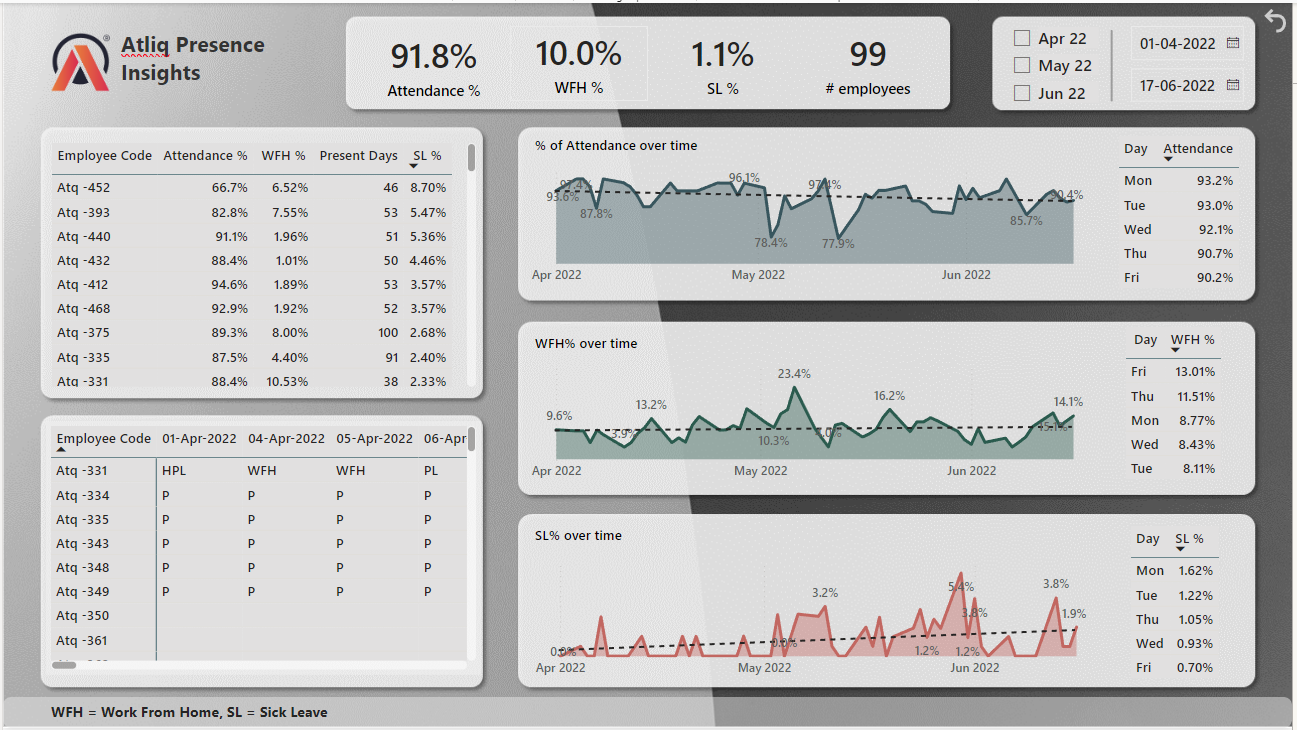 Atliq Presence
Insights
®
91.8%
Attendance %
10.0%
WFH %
1.1%
SL %
99
# employees
Apr 22
May 22
Jun 22
01-04-2022
17-06-2022
Employee Code Attendance % WFH % Present Days SL %
Atq -452 66.7% 6.52% 46 8.70%
Atq -393 82.8% 7.55% 53 5.47%
Atq -440 91.1% 1.96% 51 5.36%
Atq -432 88.4% 1.01% 50 4.46%
Atq -412 94.6% 1.89% 53 3.57%
Atq -468 92.9% 1.92% 52 3.57%
Atq -375 89.3% 8.00% 100 2.68%
Atq -335 87.5% 4.40% 91 2.40%
Atq -331 88.4% 10.53% 38 2.33%
Employee Code 01-Apr-2022 04-Apr-2022 05-Apr-2022 06-Apr
Atq -331 HPL WFH WFH PL
Atq -334 P P P P
Atq -335 P P P P
Atq -343 P P P P
Atq -348 P P P P
Atq -349 P P P P
Atq -350
Atq -361
% of Attendance over time
97.4% 96.1% 97.4% 90.4%
93.6%
87.8% 85.7%
78.4% 77.9%
Apr 2022 May 2022 Jun 2022
Day Attendance
Mon 93.2%
Tue 93.0%
Wed 92.1%
Thu 90.7%
Fri 90.2%
WFH% over time
23.4%
9.6% 13.2% 16.2% 14.1%
3.9% 10.3%
Apr 2022 May 2022 Jun 2022
Day WFH %
Fri 13.01%
Thu 11.51%
Mon 8.77%
Wed 8.43%
Tue 8.11%
SL% over time
3.2% 5.4% 3.8%
3.8% 1.9%
0.0% 0.0% 1.2% 1.2%
Apr 2022 May 2022 Jun 2022
Day SL %
Mon 1.62%
Tue 1.22%
Thu 1.05%
Wed 0.93%
Fri 0.70%
WFH = Work From Home, SL = Sick Leave